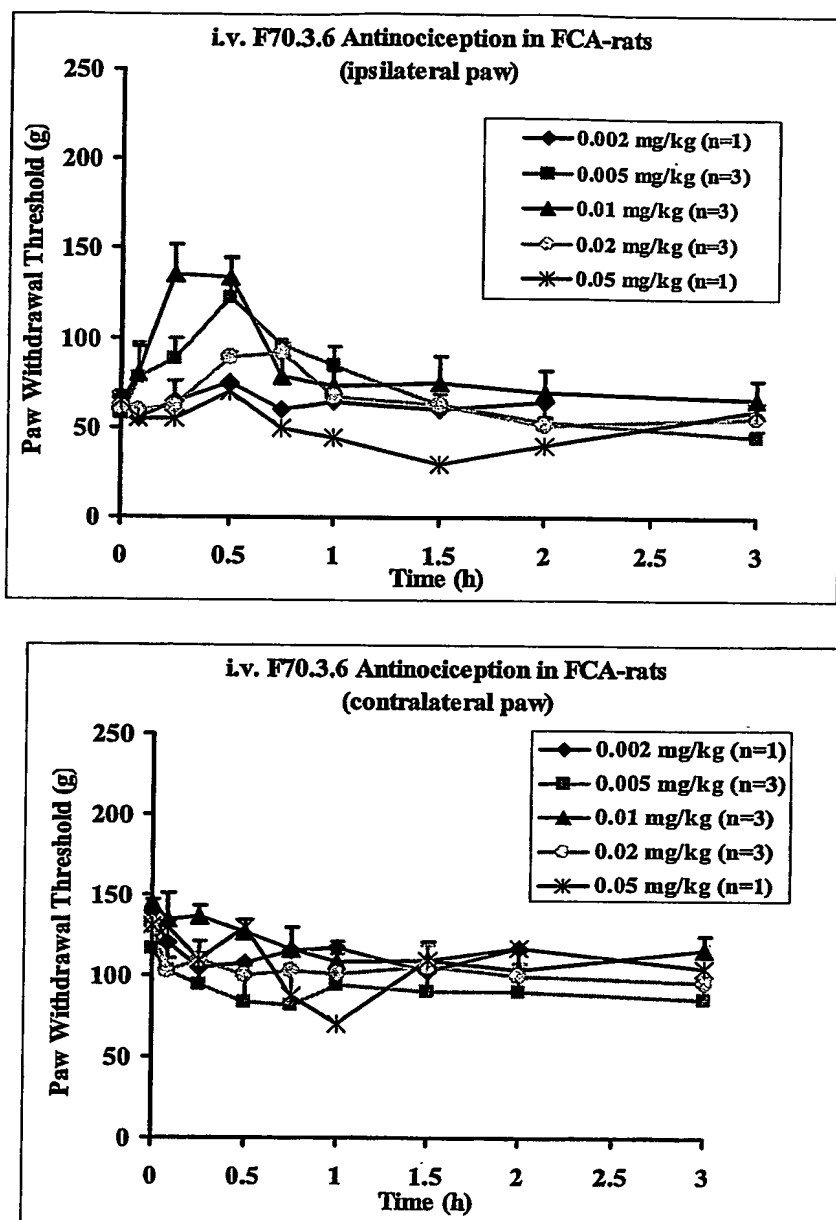 i.v. F70.3.6 Antinociception in FCA-rats
(ipsilateral paw)
250
200
150
100
50
0
Paw Withdrawal Threshold (g)
0.002 mg/kg (n=1)
0.005 mg/kg (n=3)
0.01 mg/kg (n=3)
0.02 mg/kg (n=3)
0.05 mg/kg (n=1)
0 0.5 1 1.5 2 3
Time (h)
i.v. F70.3.6 Antinociception in FCA-rats
(contralateral paw)
250
200
150
100
50
0
Paw Withdrawal Threshold (g)
0.002 mg/kg (n=1)
0.005 mg/kg (n=3)
0.01 mg/kg (n=3)
0.02 mg/kg (n=3)
0.05 mg/kg (n=1)
0 0.5 1 1.5 2 3
Time (h)